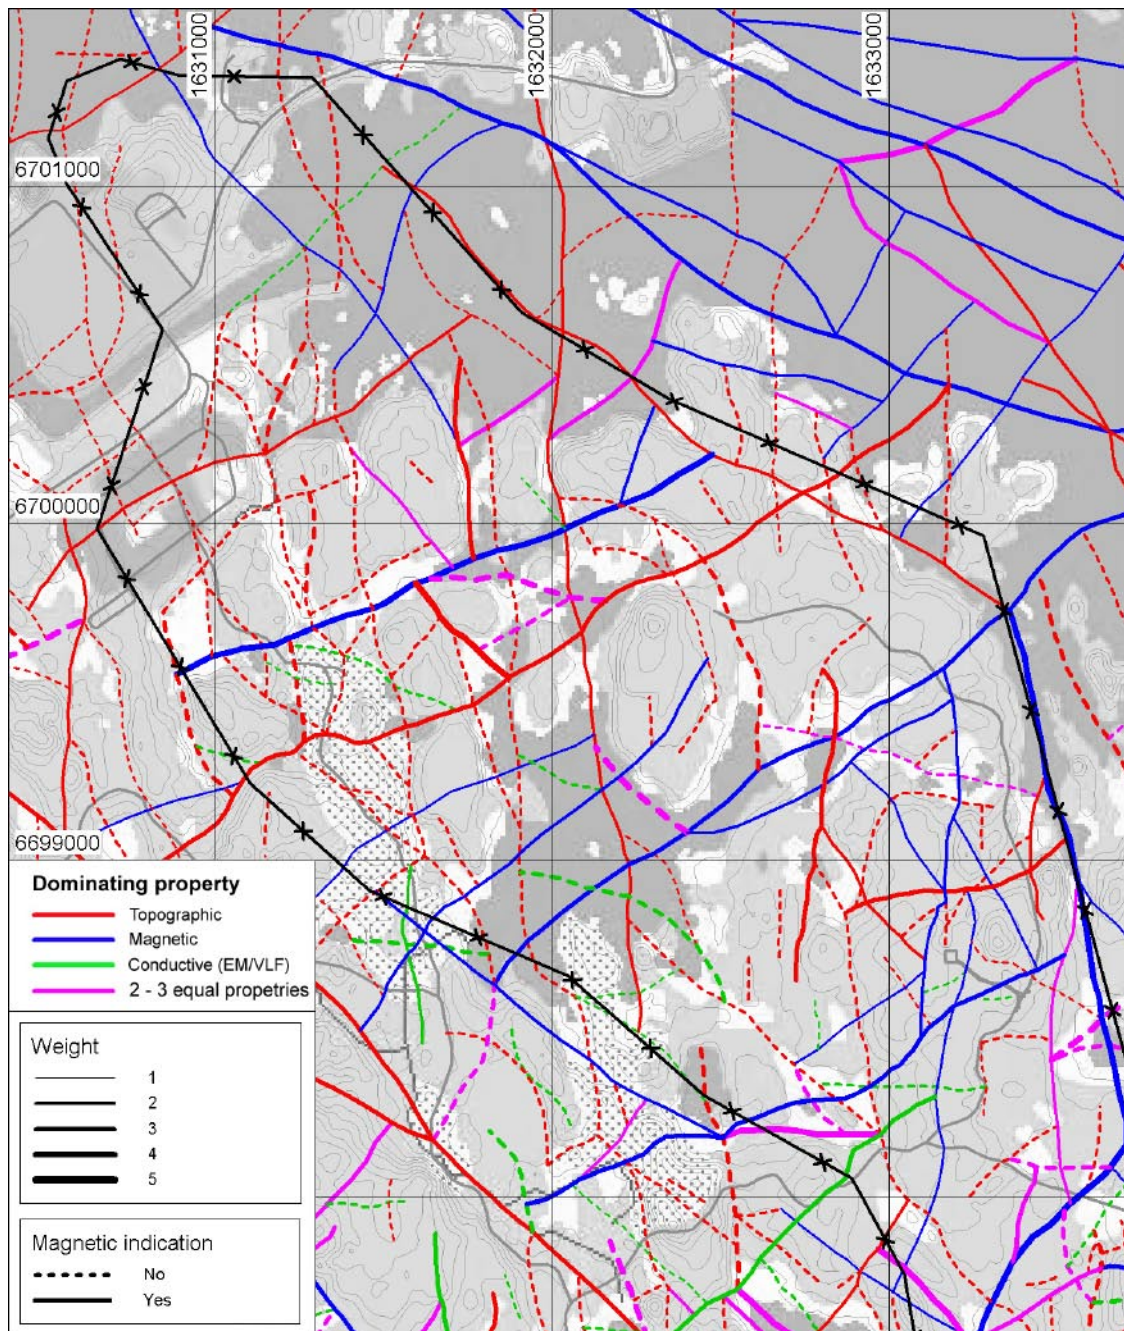 1631000
1632000
1633000
6701000
6700000
6699000
Dominating property
Topographic
Magnetic
Conductive (EM/VLF)
2 - 3 equal propetries
Weight
1
2
3
4
5
Magnetic indication
No
Yes